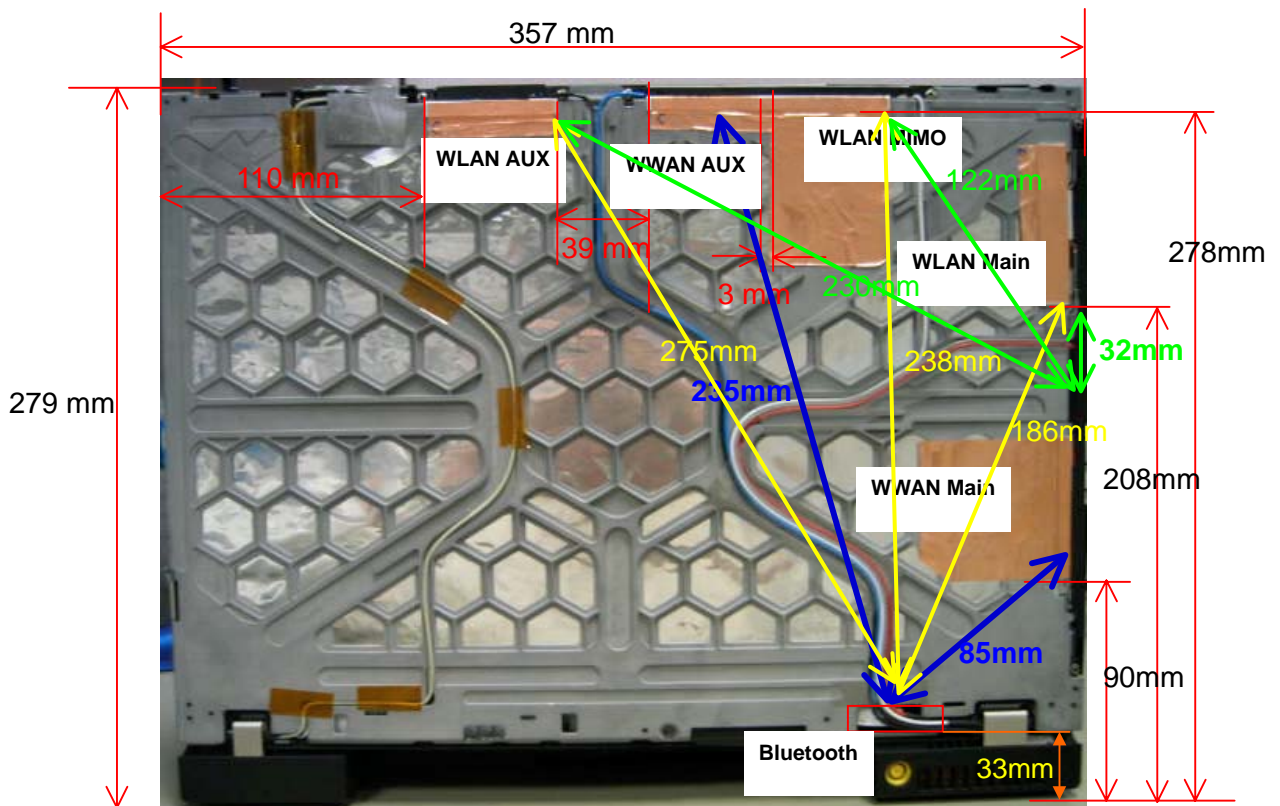 357 mm
WLAN AUX
WWAN AUX
WLAN MIMO
110 mm
122mm
39 mm
WLAN Main
278mm
3 mm
230mm
275mm
238mm
32mm
235mm
279 mm
186mm
WWAN Main
208mm
85mm
90mm
Bluetooth
33mm